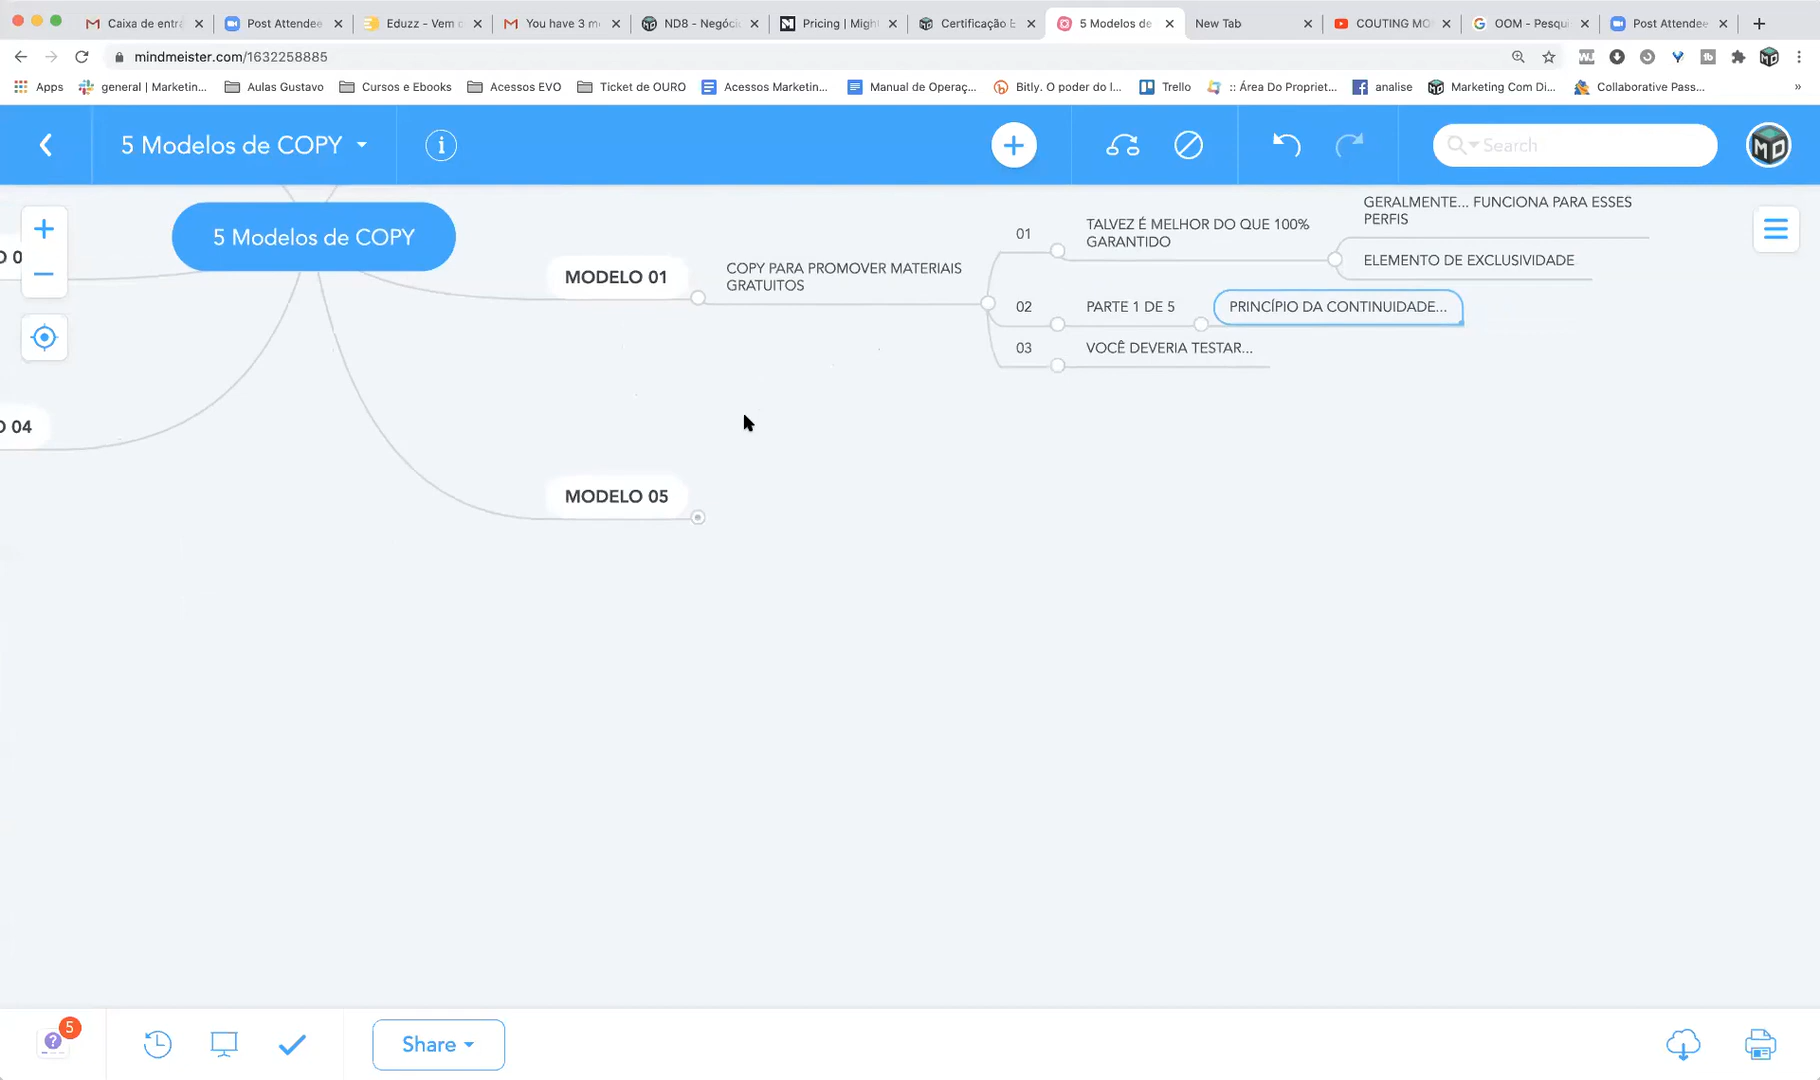 Caixa de entra
Post Attendee
Eduzz - Vem
You have 3 m
ND8 - Negóci
Pricing | Migh
Certificação E
5 Modelos de
New Tab
COUTING MO
OOM - Pesqui
Post Attendee
mindmeister.com/1632258885
Apps
general | Marketin...
Aulas Gustavo
Cursos e Ebooks
Acessos EVO
Ticket de OURO
Acessos Marketin...
Manual de Operaç...
Bitly. O poder do l...
Trello
:: Área Do Propriet...
analise
Marketing Com Di...
Collaborative Pass...
»
5 Modelos de COPY
Search
MD
5 Modelos de COPY
O 0
O 04
MODELO 01
COPY PARA PROMOVER MATERIAIS
GRATUITOS
01
TALVEZ É MELHOR DO QUE 100%
GARANTIDO
GERALMENTE... FUNCIONA PARA ESSES
PERFIS
ELEMENTO DE EXCLUSIVIDADE
02
PARTE 1 DE 5
PRINCÍPIO DA CONTINUIDADE...
03
VOCÊ DEVERIA TESTAR...
MODELO 05
5
Share